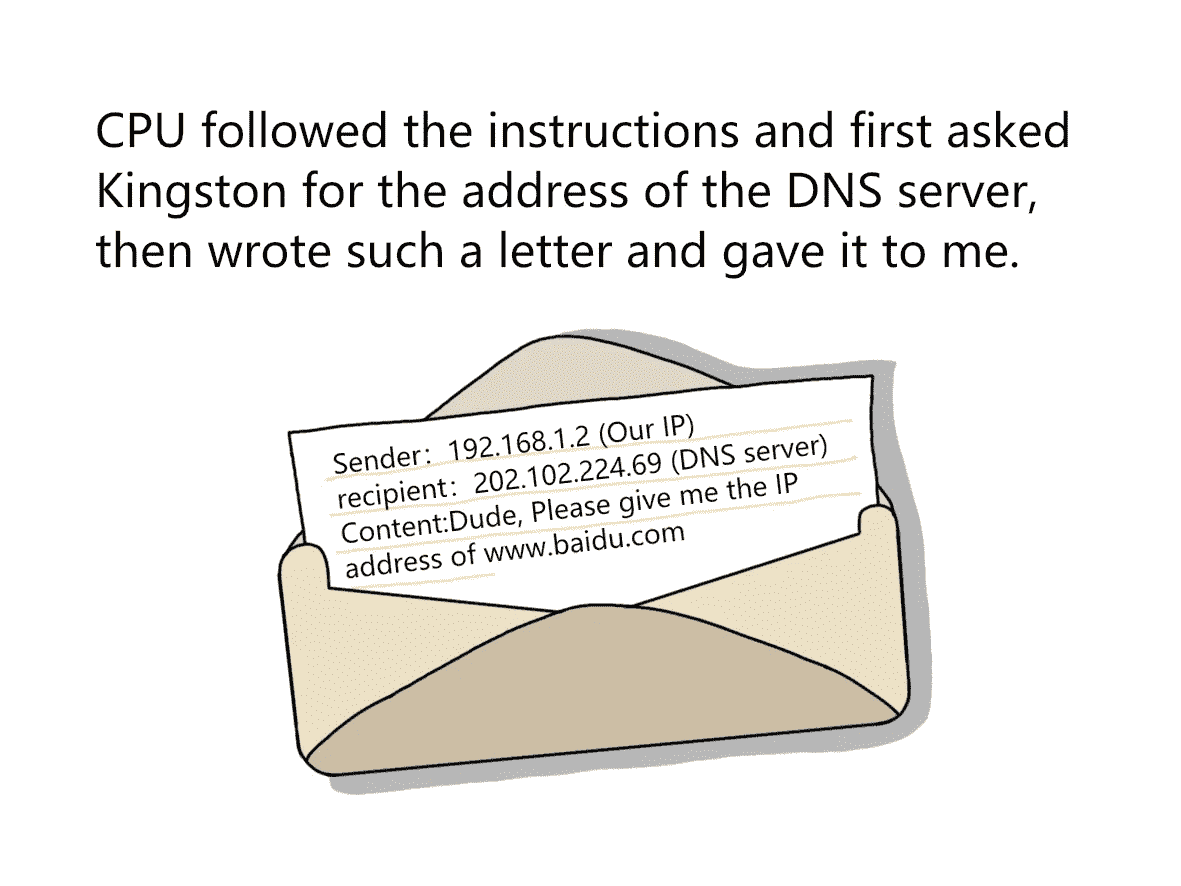 CPU followed the instructions and first asked
Kingston for the address of the DNS server,
then wrote such a letter and gave it to me.
Sender：192.168.1.2 (Our IP)
recipient：202.102.224.69 (DNS server)
Content:Dude, Please give me the IP
address of www.baidu.com